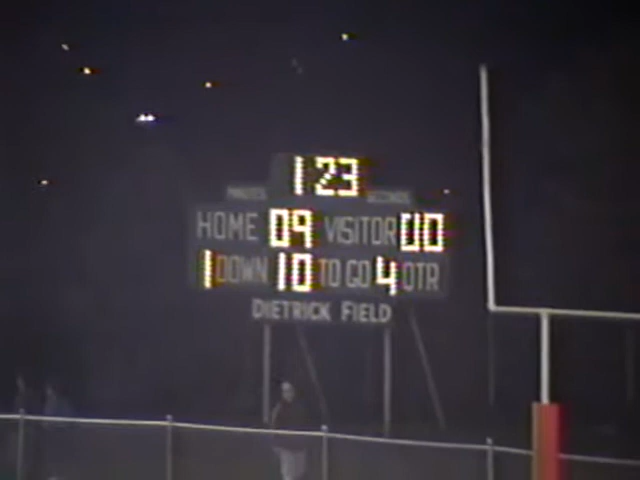 1 23
MINUTES SECONDS
HOME 09 VISITOR 00
1 DOWN 10 TO GO 4 QTR
DIETRICK FIELD